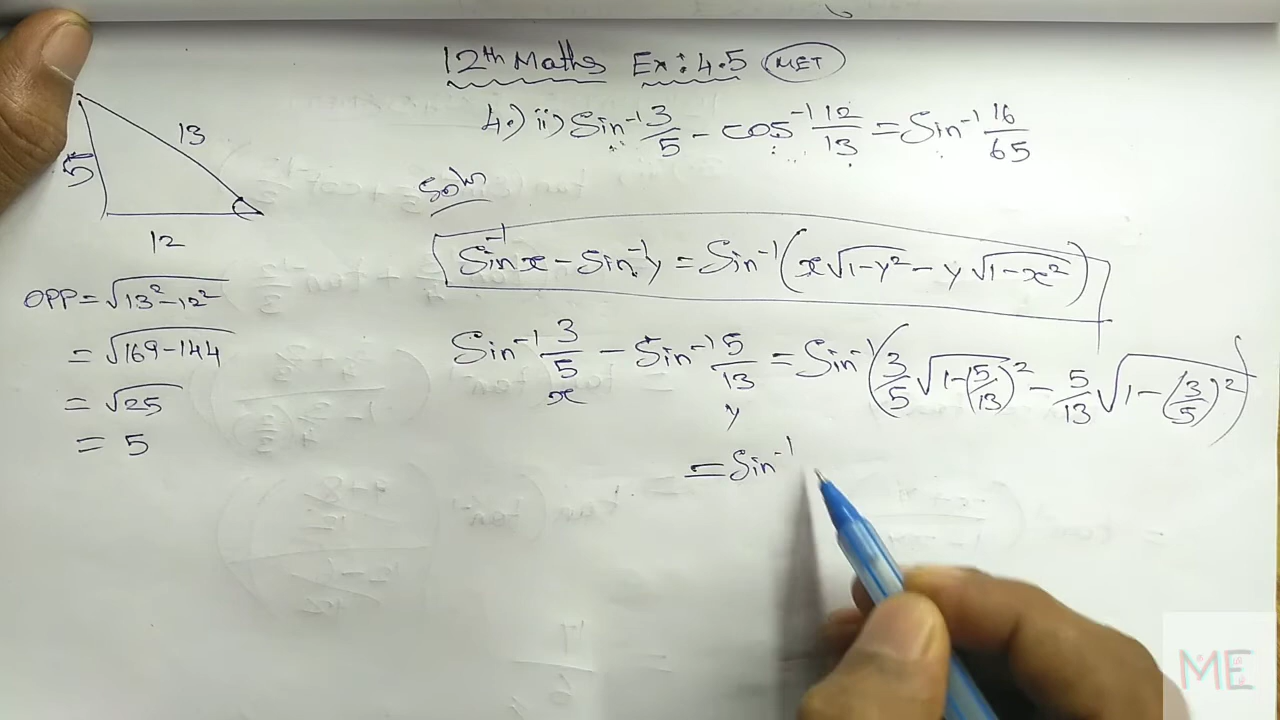 12th Maths Ex: 4.5 MET
4.) ii) Sin⁻¹ 3/5 - cos⁻¹ 12/13 = Sin⁻¹ 16/65
Soln
13
5
12
OPP = √(13² - 12²)
= √(169-144)
= √25
= 5
Sin⁻¹x - Sin⁻¹y = Sin⁻¹(x√(1-y²) - y√(1-x²))
Sin⁻¹ 3/5 - Sin⁻¹ 5/13 = Sin⁻¹(3/5 √(1-(5/13)²) - 5/13 √(1-(3/5)²))
x y
= Sin⁻¹
ME